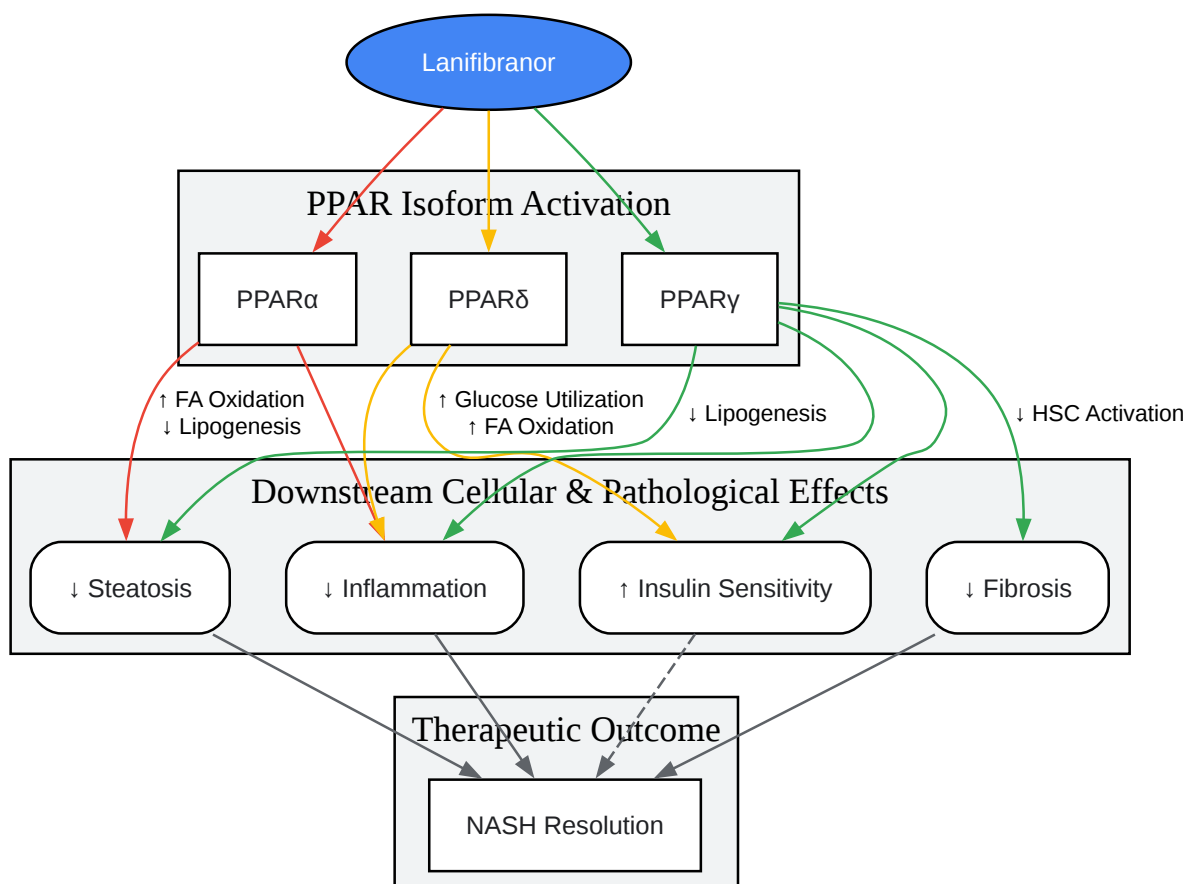 Lanifibranor
PPAR Isoform Activation
PPARα
PPARδ
PPARγ
↑ FA Oxidation
↓ Lipogenesis
↑ Glucose Utilization
↑ FA Oxidation
↓ Lipogenesis
↓ HSC Activation
Downstream Cellular & Pathological Effects
↓ Steatosis
↓ Inflammation
↑ Insulin Sensitivity
↓ Fibrosis
Therapeutic Outcome
NASH Resolution